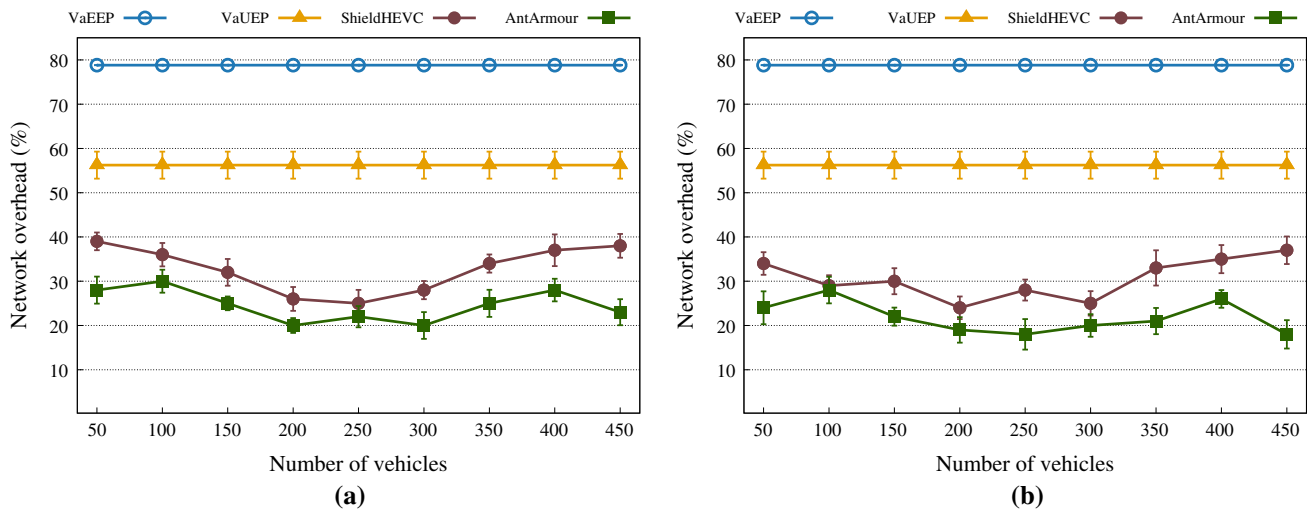 VaEEP VaUEP ShieldHEVC AntArmour
80
70
60
50
40
30
20
10
Network overhead (%)
50 100 150 200 250 300 350 400 450
Number of vehicles
(a)
VaEEP VaUEP ShieldHEVC AntArmour
80
70
60
50
40
30
20
10
Network overhead (%)
50 100 150 200 250 300 350 400 450
Number of vehicles
(b)